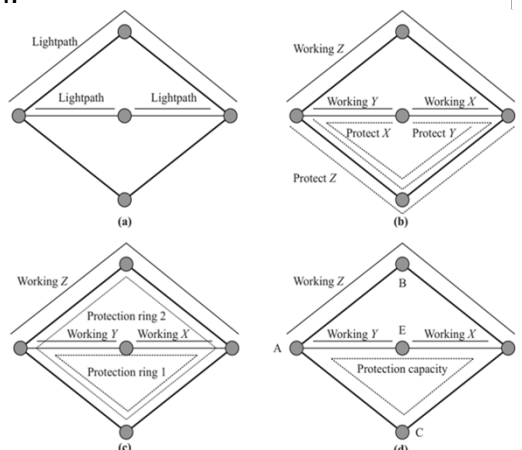 Lightpath
Lightpath Lightpath
(a)
Working Z
Working Y Working X
Protect X Protect Y
Protect Z
(b)
Working Z
Protection ring 2
Working Y Working X
Protection ring 1
(c)
Working Z
B
Working Y E Working X
A
Protection capacity
C
(d)